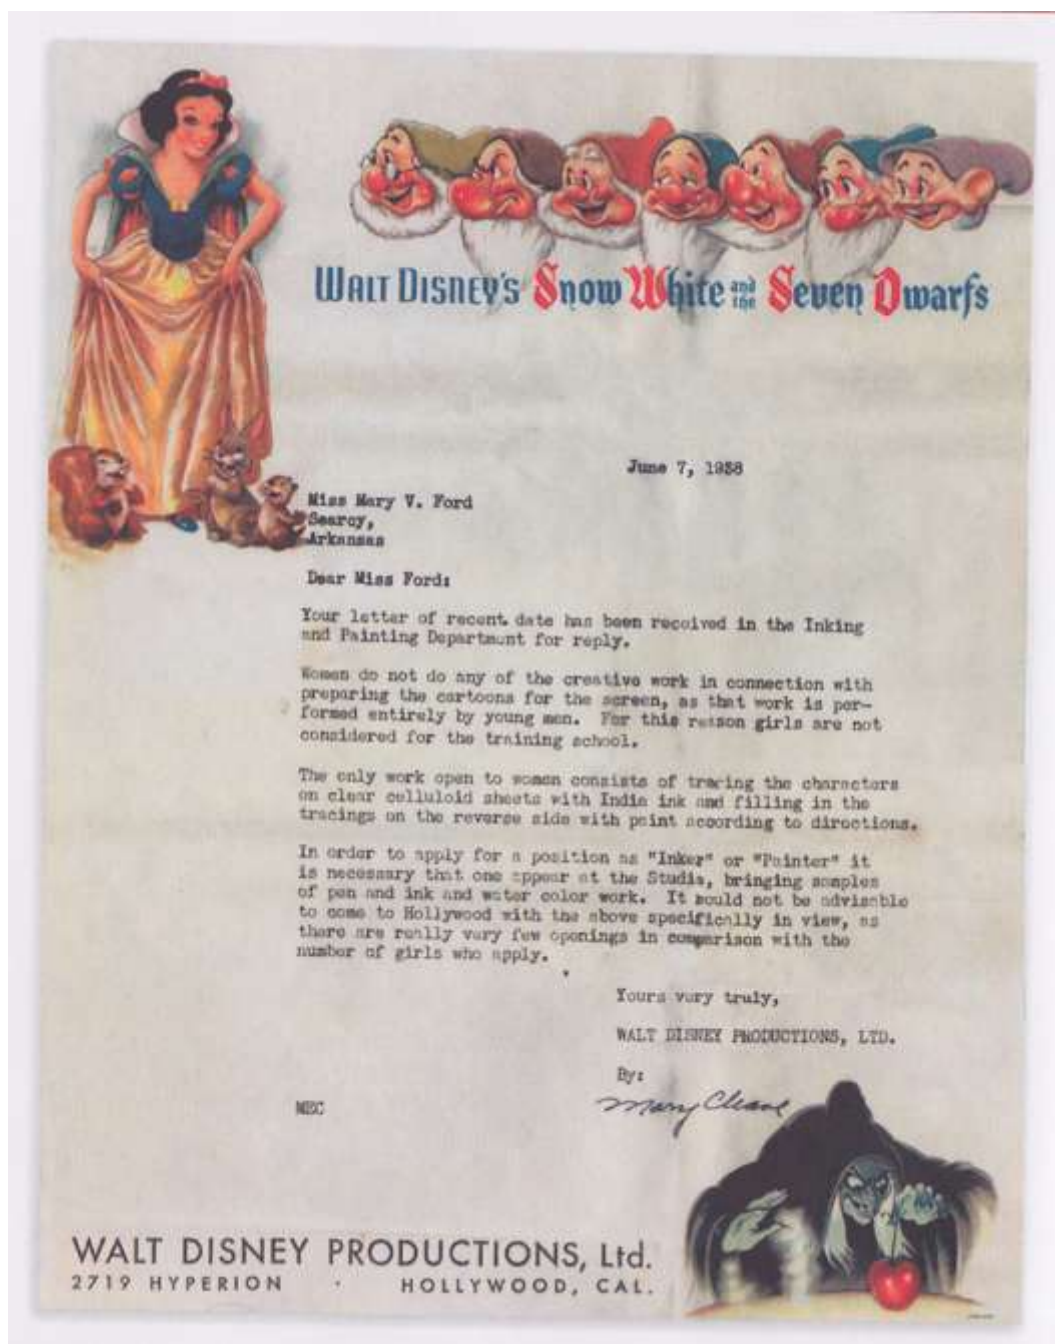 WALT DISNEY'S Snow White and the Seven Dwarfs
June 7, 1938
Miss Mary V. Ford
Searcy,
Arkansas
Dear Miss Ford:
Your letter of recent date has been received in the Inking
and Painting Department for reply.
Women do not do any of the creative work in connection with
preparing the cartoons for the screen, as that work is per-
formed entirely by young men. For this reason girls are not
considered for the training school.
The only work open to women consists of tracing the characters
on clear celluloid sheets with India ink and filling in the
tracings on the reverse side with paint according to directions.
In order to apply for a position as "Inker" or "Painter" it
is necessary that one appear at the Studio, bringing samples
of pen and ink and water color work. It would not be advisable
to come to Hollywood with the above specifically in view, as
there are really very few openings in comparison with the
number of girls who apply.
Yours very truly,
WALT DISNEY PRODUCTIONS, LTD.
By:
Mary Cleave
MEC
WALT DISNEY PRODUCTIONS, Ltd.
2719 HYPERION · HOLLYWOOD, CAL.